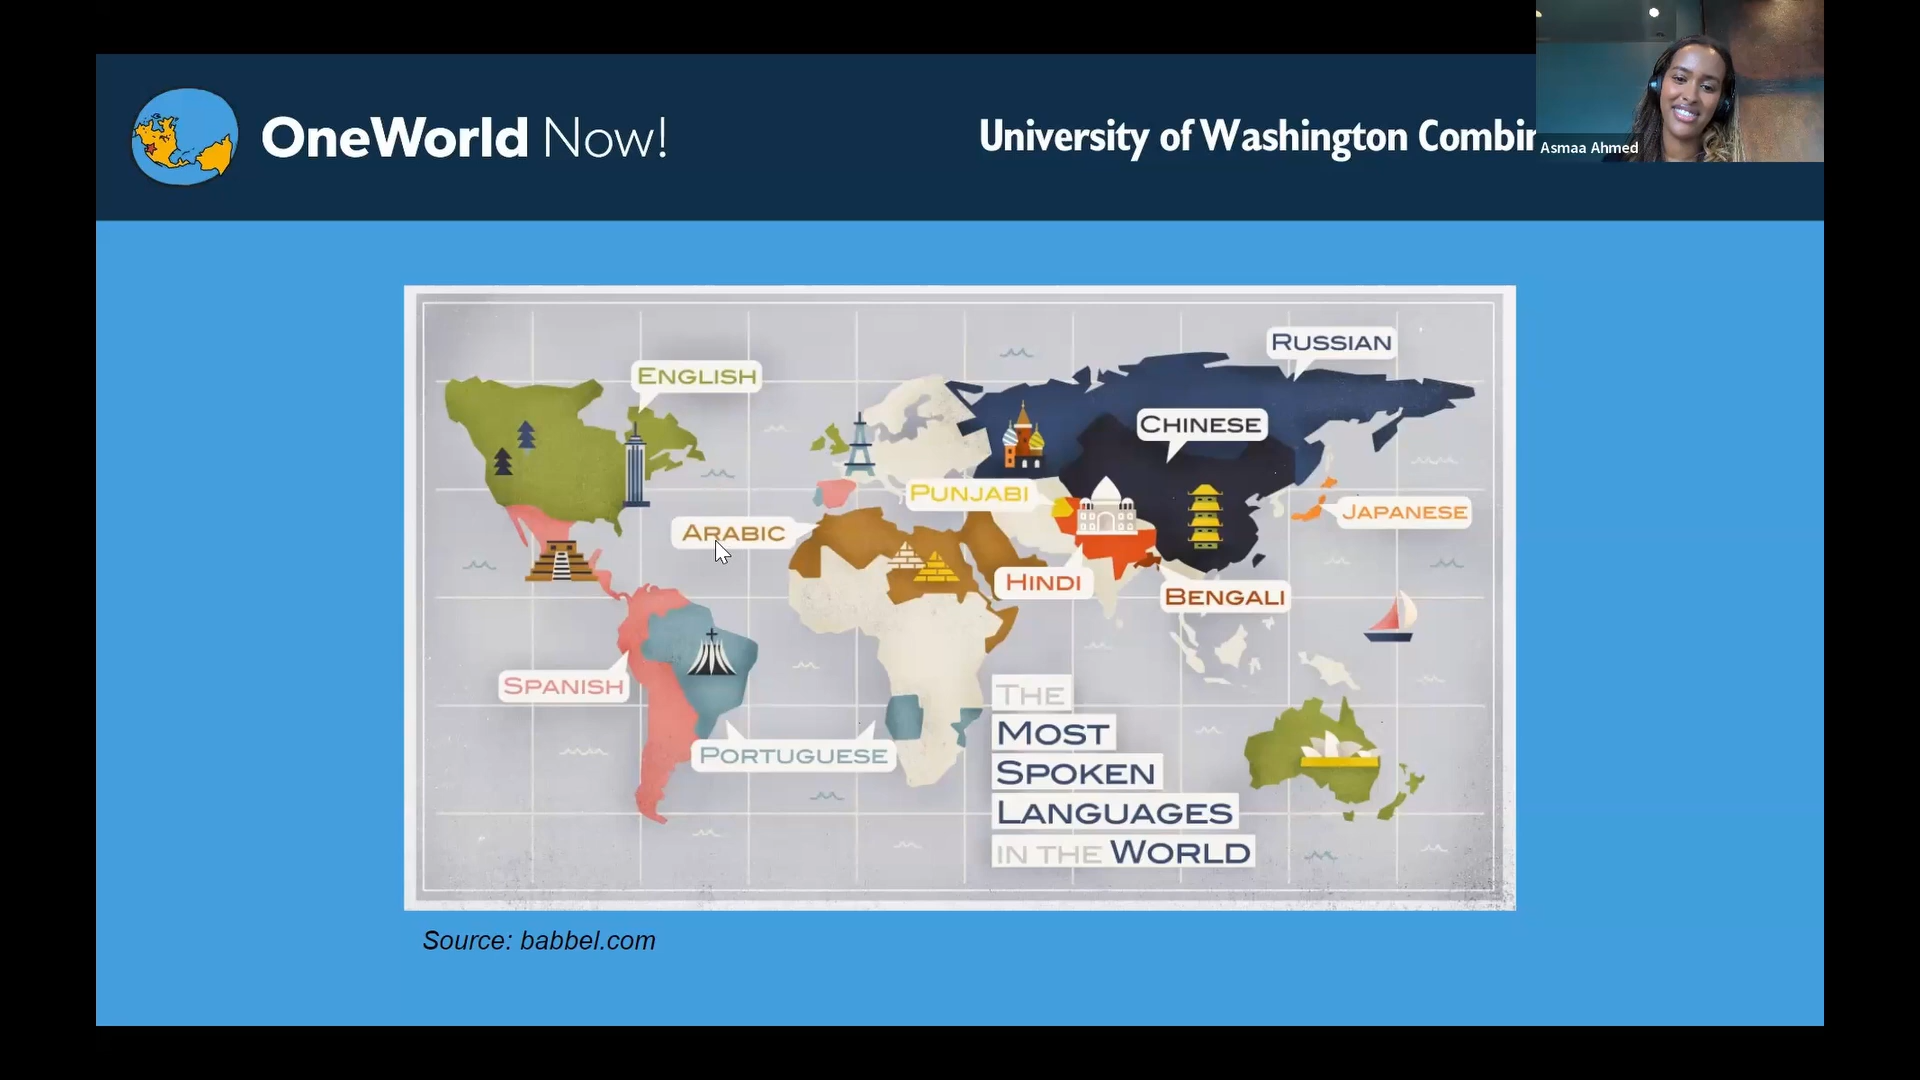 OneWorld Now!
University of Washington Combin
Asmaa Ahmed
RUSSIAN
ENGLISH
CHINESE
PUNJABI
JAPANESE
ARABIC
HINDI
BENGALI
SPANISH
PORTUGUESE
THE
MOST
SPOKEN
LANGUAGES
IN THE WORLD
Source: babbel.com